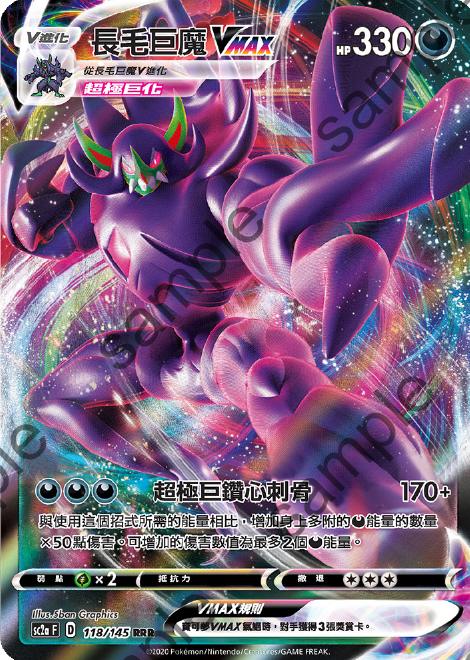 V進化
長毛巨魔VMAX
HP 330
從長毛巨魔V進化
超極巨化
超極巨鑽心刺骨 170+
與使用這個招式所需的能量相比，增加身上多附的能量的數量
×50點傷害。可增加的傷害數值為最多2個能量。
弱點 ×2 抵抗力 撤退
Illus.5ban Graphics
sc2a F D 118/145 RRR
VMAX規則
寶可夢VMAX氣絕時，對手獲得3張獎賞卡。
©2020 Pokémon/Nintendo/Creatures/GAME FREAK.
sample
sample
sample
sample
sample
sample